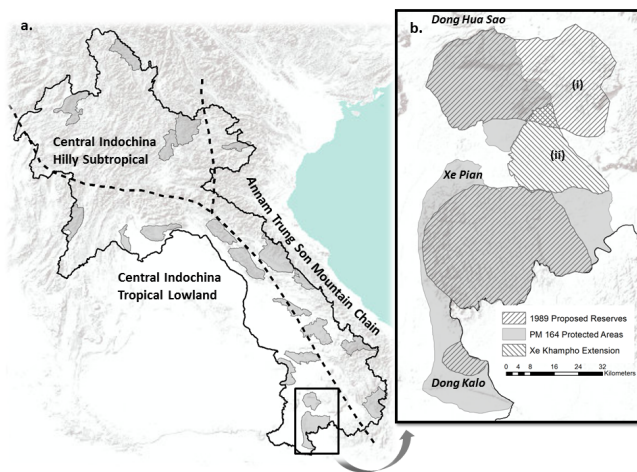 a.
Central Indochina
Hilly Subtropical
Annam Trung Son Mountain Chain
Central Indochina
Tropical Lowland
b.
Dong Hua Sao
(i)
(ii)
Xe Pian
1989 Proposed Reserves
PM 164 Protected Areas
Xe Khampho Extension
0 4 8 16 24 32
Kilometers
Dong Kalo